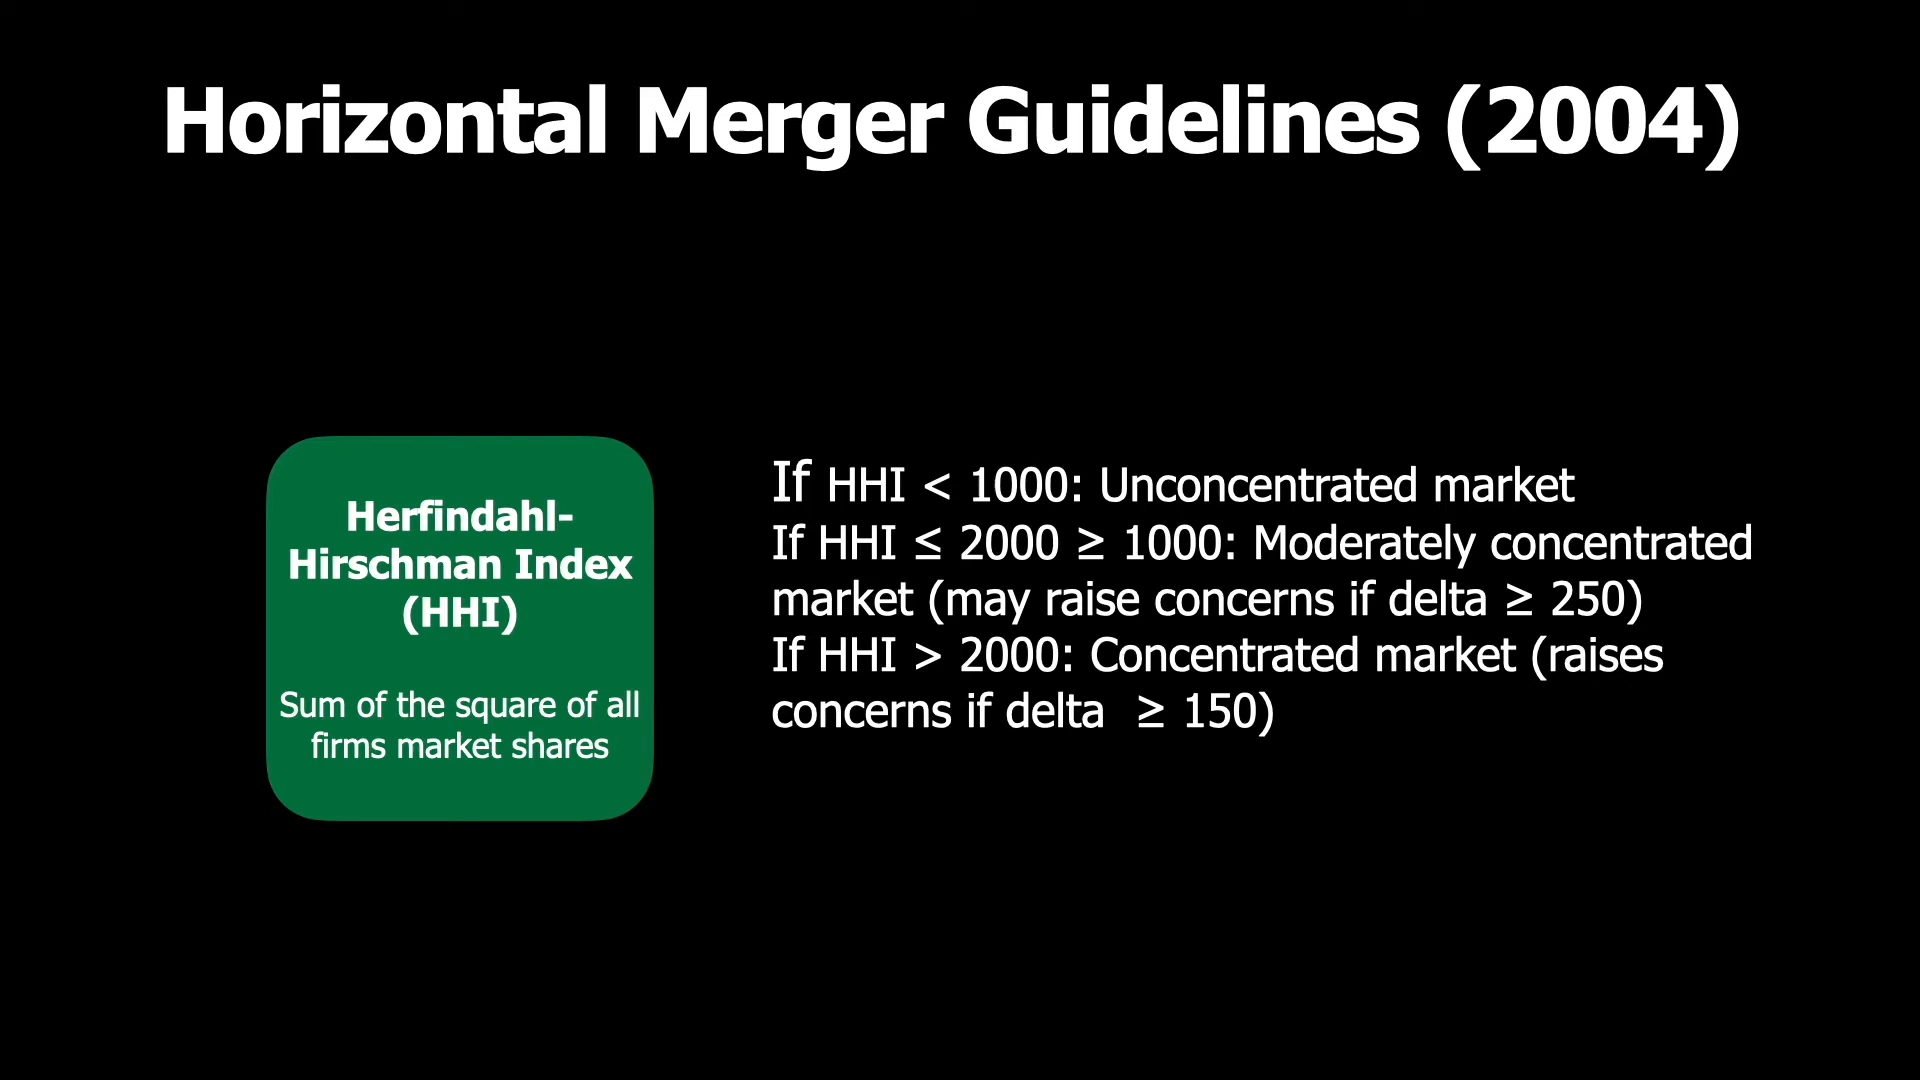 Horizontal Merger Guidelines (2004)
Herfindahl-
Hirschman Index
(HHI)
Sum of the square of all
firms market shares
If HHI < 1000: Unconcentrated market
If HHI ≤ 2000 ≥ 1000: Moderately concentrated
market (may raise concerns if delta ≥ 250)
If HHI > 2000: Concentrated market (raises
concerns if delta  ≥ 150)